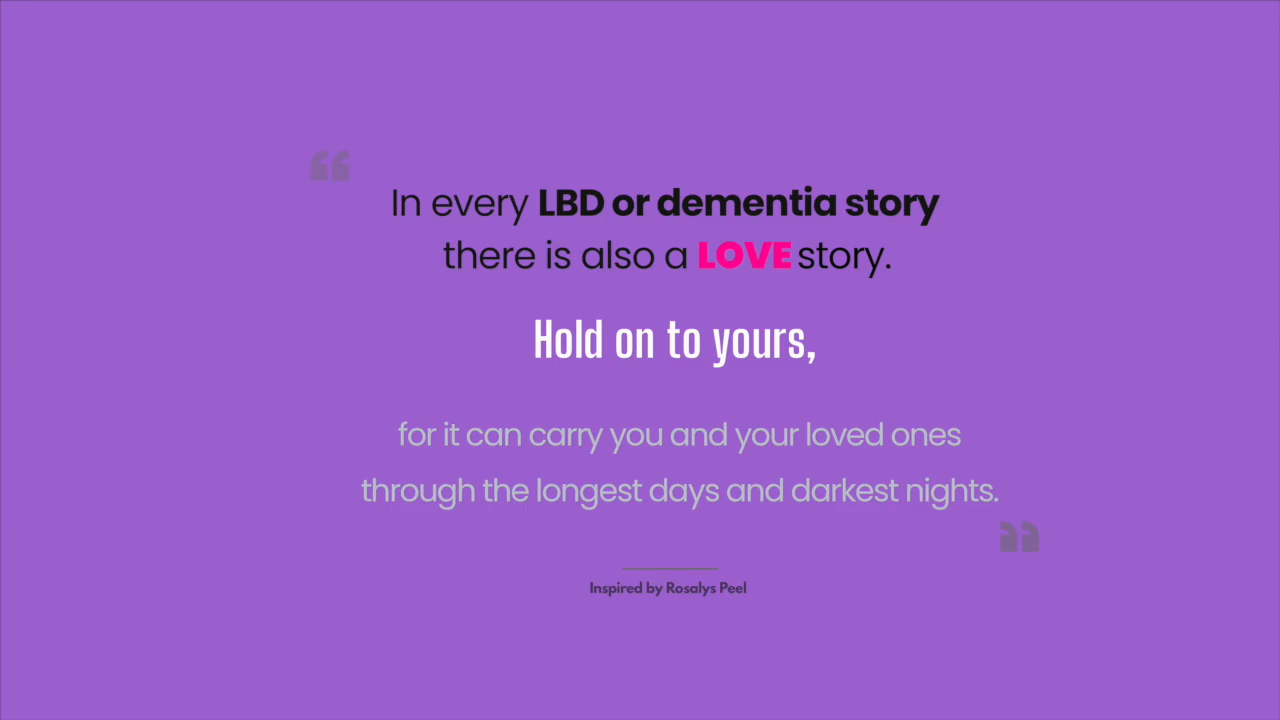 “
In every LBD or dementia story
there is also a LOVE story.
Hold on to yours,
for it can carry you and your loved ones
through the longest days and darkest nights.
”
Inspired by Rosalys Peel